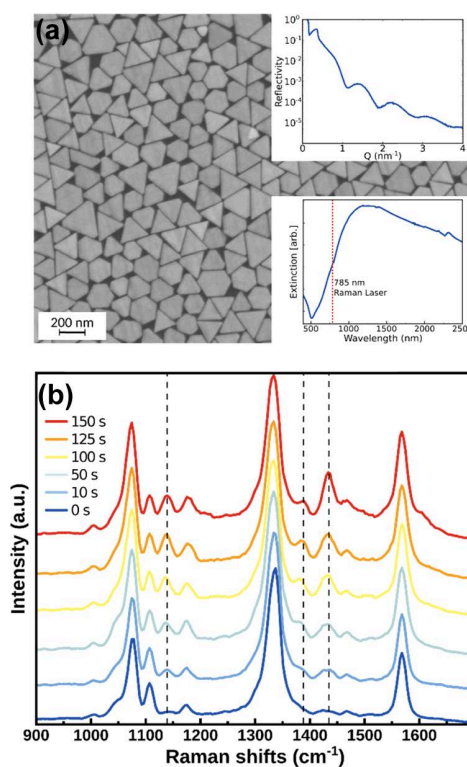 (a)
10⁰
10⁻¹
10⁻²
10⁻³
10⁻⁴
10⁻⁵
Reflectivity
0 1 2 3 4
Q (nm⁻¹)
Extinction [arb.]
785 nm
Raman Laser
500 1000 1500 2000 250
Wavelength (nm)
200 nm
(b)
150 s
125 s
100 s
50 s
10 s
0 s
Intensity (a.u.)
900 1000 1100 1200 1300 1400 1500 1600
Raman shifts (cm⁻¹)